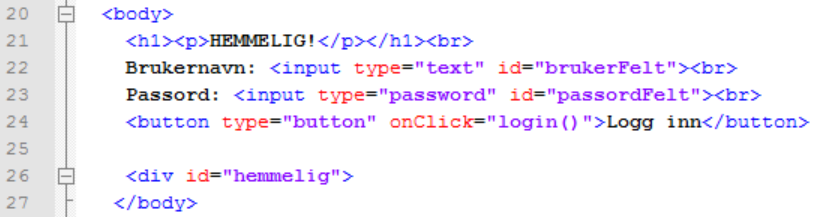 20 <body>
21 <h1><p>HEMMELIG!</p></h1><br>
22 Brukernavn: <input type="text" id="brukerFelt"><br>
23 Passord: <input type="password" id="passordFelt"><br>
24 <button type="button" onClick="login()">Logg inn</button>
25
26 <div id="hemmelig">
27 </body>